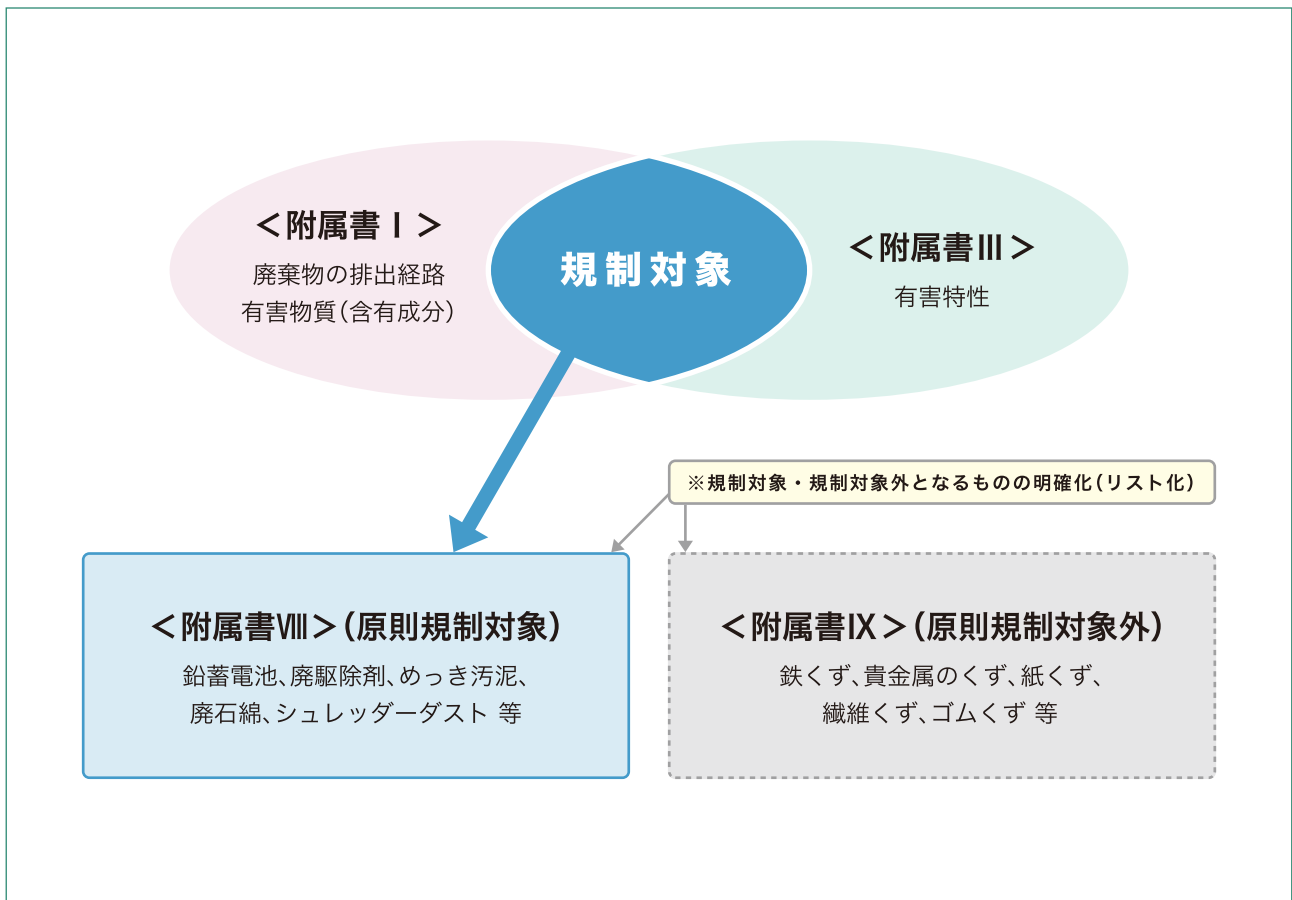 ＜附属書Ⅰ＞
廃棄物の排出経路
有害物質（含有成分）
規制対象
＜附属書Ⅲ＞
有害特性
※規制対象・規制対象外となるものの明確化（リスト化）
＜附属書Ⅷ＞（原則規制対象）
鉛蓄電池、廃駆除剤、めっき汚泥、
廃石綿、シュレッダーダスト 等
＜附属書Ⅸ＞（原則規制対象外）
鉄くず、貴金属のくず、紙くず、
繊維くず、ゴムくず 等